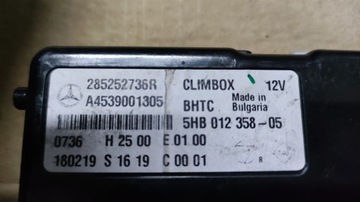 285252736R CLIMBOX 12V
A4539001305 BHTC Made in Bulgaria
5HB 012 358-05
0736 H 25 00 E 01 00
180219 S 16 19 C 00 01 R